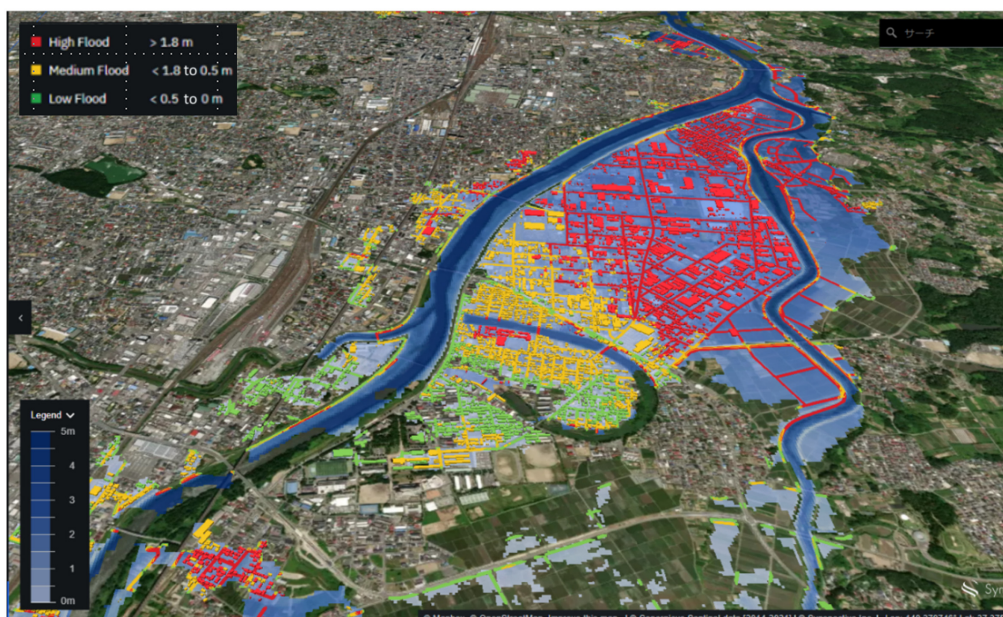 High Flood > 1.8 m
Medium Flood < 1.8 to 0.5 m
Low Flood < 0.5 to 0 m
サーチ
<
Legend
5m
4
3
2
1
0m